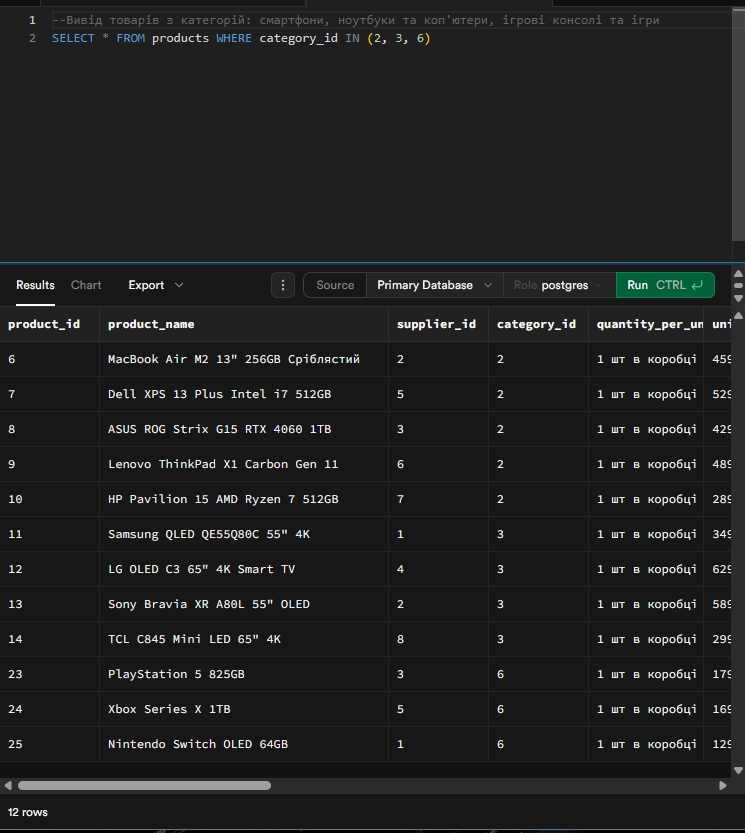 1 --Вивід товарів з категорій: смартфони, ноутбуки та коп'ютери, ігрові консолі та ігри
2 SELECT * FROM products WHERE category_id IN (2, 3, 6)
Results Chart Export Source Primary Database Role postgres Run CTRL
product_id product_name supplier_id category_id quantity_per_un uni
6 MacBook Air M2 13" 256GB Сріблястий 2 2 1 шт в коробці 459
7 Dell XPS 13 Plus Intel i7 512GB 5 2 1 шт в коробці 529
8 ASUS ROG Strix G15 RTX 4060 1TB 3 2 1 шт в коробці 429
9 Lenovo ThinkPad X1 Carbon Gen 11 6 2 1 шт в коробці 489
10 HP Pavilion 15 AMD Ryzen 7 512GB 7 2 1 шт в коробці 289
11 Samsung QLED QE55Q80C 55" 4K 1 3 1 шт в коробці 349
12 LG OLED C3 65" 4K Smart TV 4 3 1 шт в коробці 629
13 Sony Bravia XR A80L 55" OLED 2 3 1 шт в коробці 589
14 TCL C845 Mini LED 65" 4K 8 3 1 шт в коробці 299
23 PlayStation 5 825GB 3 6 1 шт в коробці 179
24 Xbox Series X 1TB 5 6 1 шт в коробці 169
25 Nintendo Switch OLED 64GB 1 6 1 шт в коробці 129
12 rows